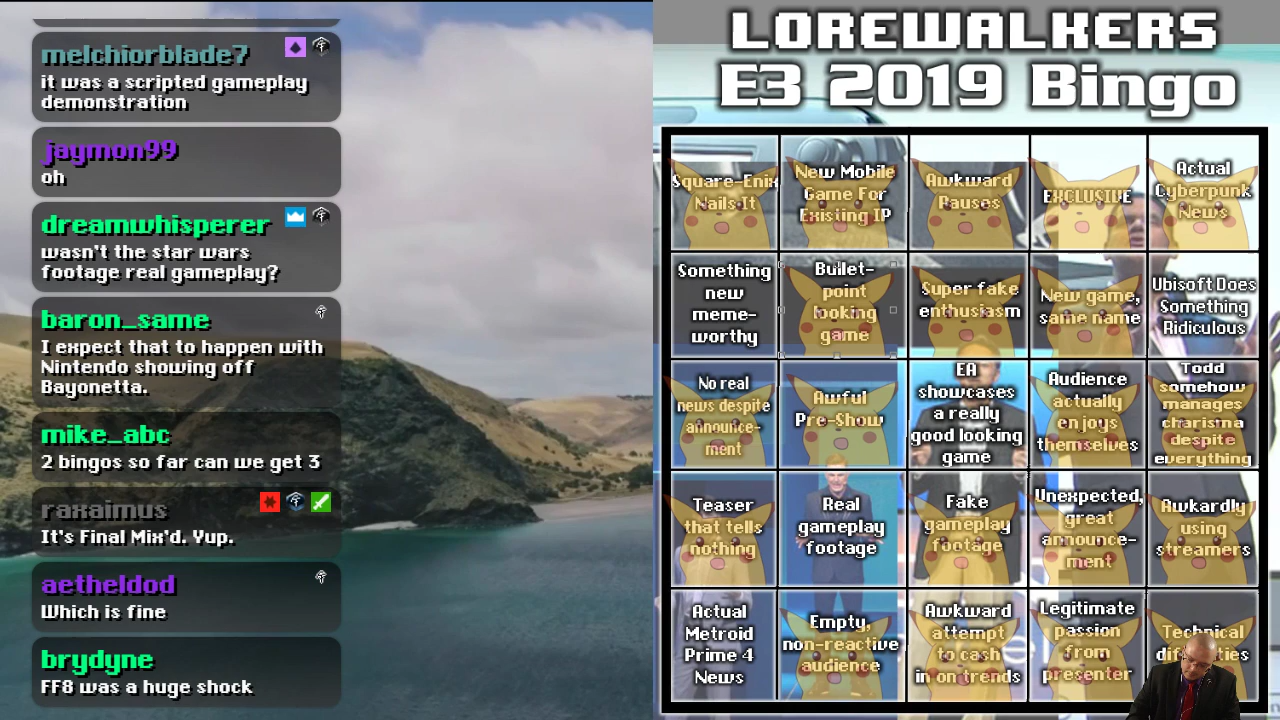 melchiorblade7
it was a scripted gameplay
demonstration
jaymon99
oh
dreamwhisperer
wasn't the star wars
footage real gameplay?
baron_same
I expect that to happen with
Nintendo showing off
Bayonetta.
mike_abc
2 bingos so far can we get 3
raxaimus
It's Final Mix'd. Yup.
aetheldod
Which is fine
brydyne
FF8 was a huge shock
LOREWALKERS
E3 2019 Bingo
Square-Enix
Nails It
New Mobile
Game For
Existing IP
Awkward
Pauses
EXCLUSIVE
Actual
Cyberpunk
News
Something
new
meme-
worthy
Bullet-
point
looking
game
Super fake
enthusiasm
New game,
same name
Ubisoft Does
Something
Ridiculous
No real
news despite
announce-
ment
Awful
Pre-Show
EA
showcases
a really
good looking
game
Audience
actually
enjoys
themselves
Todd
somehow
manages
charisma
despite
everything
Teaser
that tells
nothing
Real
gameplay
footage
Fake
gameplay
footage
Unexpected,
great
announce-
ment
Awkardly
using
streamers
Actual
Metroid
Prime 4
News
Empty,
non-reactive
audience
Awkward
attempt
to cash
in on trends
Legitimate
passion
from
presenter
Technical